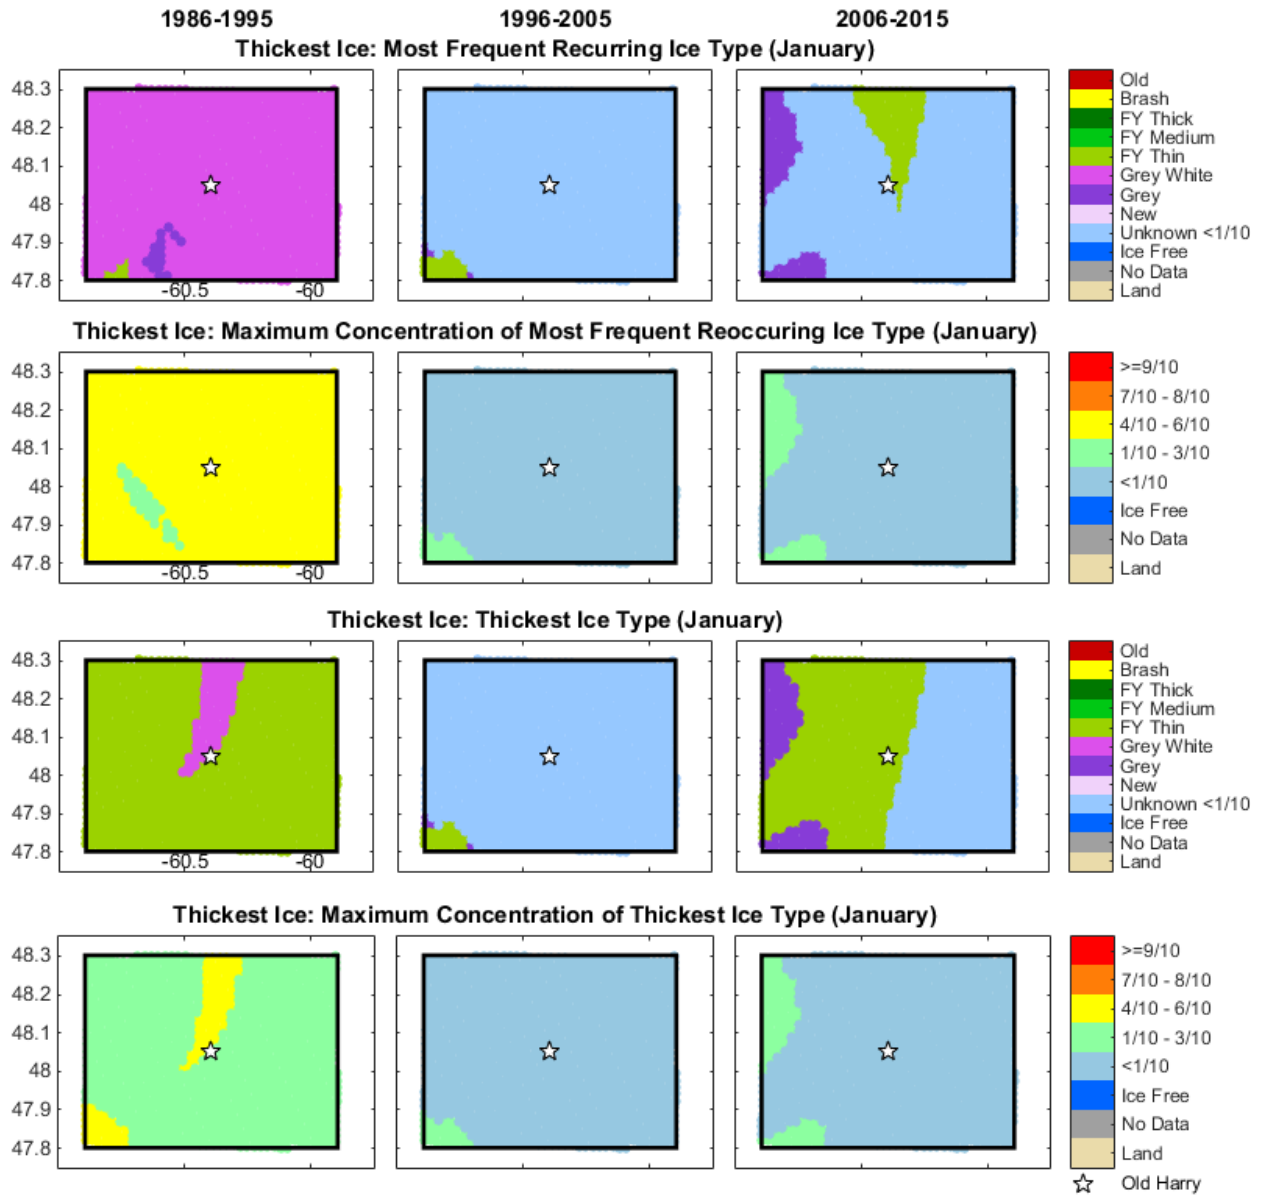 1986-1995 1996-2005 2006-2015
Thickest Ice: Most Frequent Recurring Ice Type (January)
48.3
48.2
48.1
48
47.9
47.8
-60.5 -60
Old
Brash
FY Thick
FY Medium
FY Thin
Grey White
Grey
New
Unknown <1/10
Ice Free
No Data
Land
Thickest Ice: Maximum Concentration of Most Frequent Reoccuring Ice Type (January)
48.3
48.2
48.1
48
47.9
47.8
-60.5 -60
>=9/10
7/10 - 8/10
4/10 - 6/10
1/10 - 3/10
<1/10
Ice Free
No Data
Land
Thickest Ice: Thickest Ice Type (January)
48.3
48.2
48.1
48
47.9
47.8
-60.5 -60
Old
Brash
FY Thick
FY Medium
FY Thin
Grey White
Grey
New
Unknown <1/10
Ice Free
No Data
Land
Thickest Ice: Maximum Concentration of Thickest Ice Type (January)
48.3
48.2
48.1
48
47.9
47.8
>=9/10
7/10 - 8/10
4/10 - 6/10
1/10 - 3/10
<1/10
Ice Free
No Data
Land
Old Harry